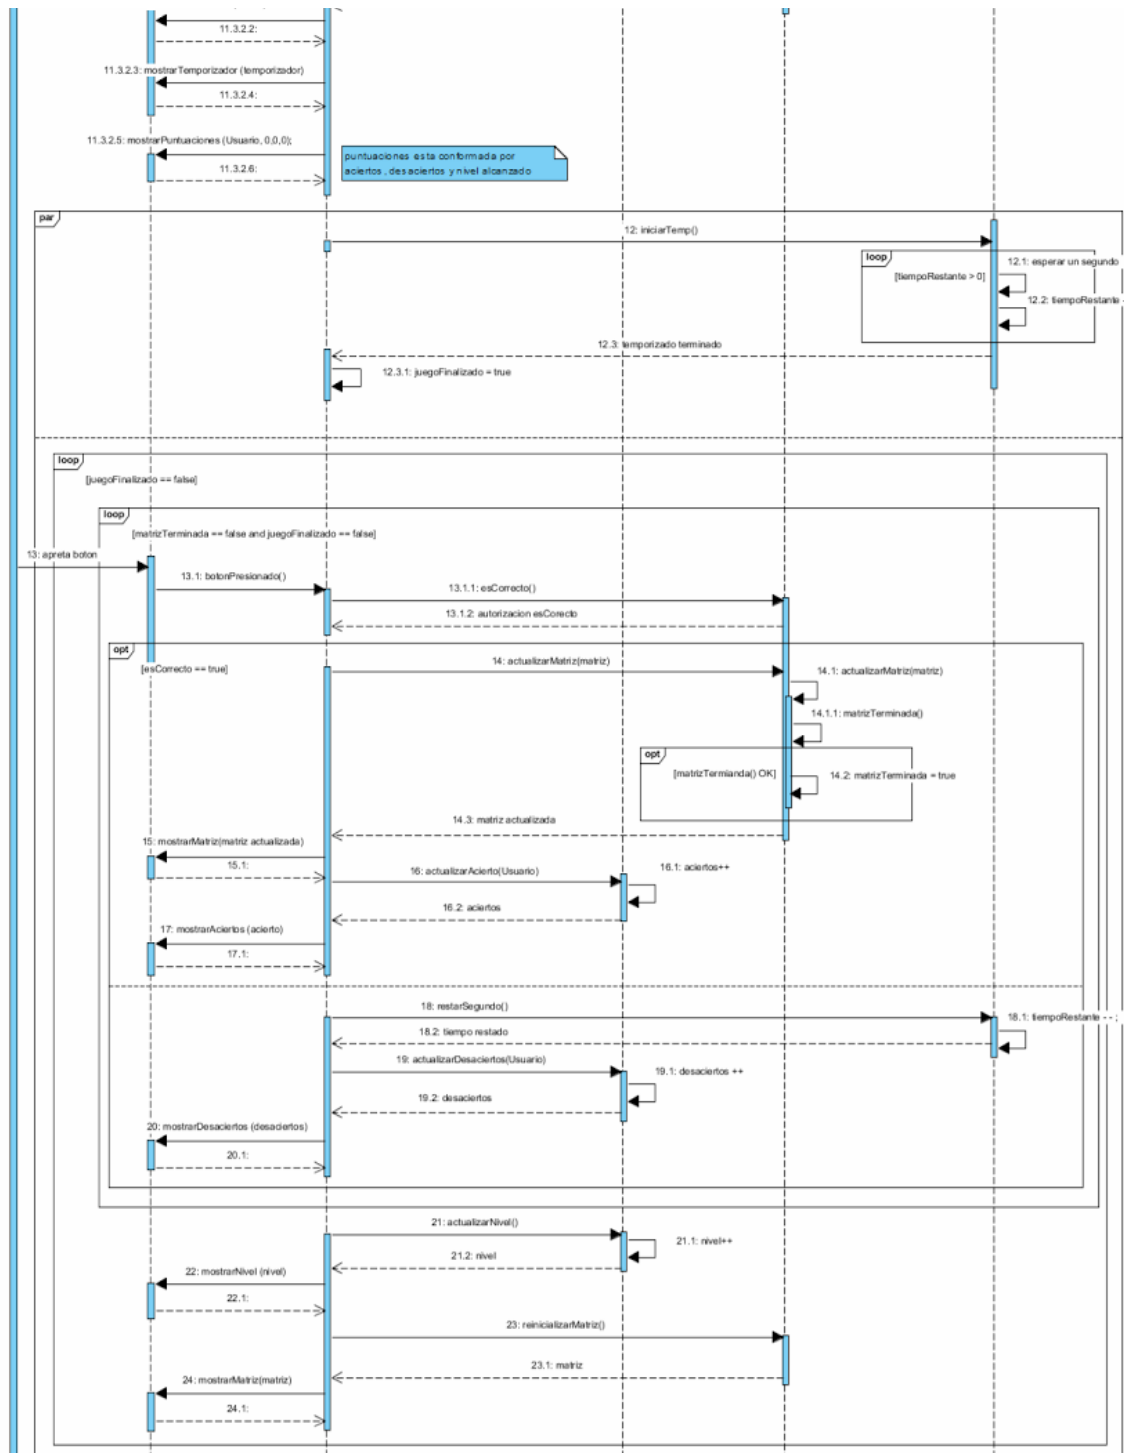 11.3.2.2:
11.3.2.3: mostrarTemporizador (temporizador)
11.3.2.4:
11.3.2.5: mostrarPuntuaciones (Usuario, 0,0,0);
11.3.2.6:
puntuaciones esta conformada por
aciertos, desaciertos y nivel alcanzado
par
12: iniciarTemp()
loop
12.1: esperar un segundo
[tiempoRestante > 0]
12.2: tiempoRestante -
12.3: temporizado terminado
12.3.1: juegoFinalizado = true
loop
[juegoFinalizado == false]
loop
[matrizTerminada == false and juegoFinalizado == false]
13: apreta boton
13.1: botonPresionado()
13.1.1: esCorrecto()
13.1.2: autorizacion esCorecto
opt
[esCorrecto == true]
14: actualizarMatriz(matriz)
14.1: actualizarMatriz(matriz)
14.1.1: matrizTerminada()
opt
[matrizTermianda() OK]
14.2: matrizTerminada = true
14.3: matriz actualizada
15: mostrarMatriz(matriz actualizada)
15.1:
16: actualizarAcierto(Usuario)
16.1: aciertos++
16.2: aciertos
17: mostrarAciertos (acierto)
17.1:
18: restarSegundo()
18.1: tiempoRestante - - ;
18.2: tiempo restado
19: actualizarDesaciertos(Usuario)
19.1: desaciertos ++
19.2: desaciertos
20: mostrarDesaciertos (desaciertos)
20.1:
21: actualizarNivel()
21.1: nivel++
21.2: nivel
22: mostrarNivel (nivel)
22.1:
23: reinicializarMatriz()
23.1: matriz
24: mostrarMatriz(matriz)
24.1: